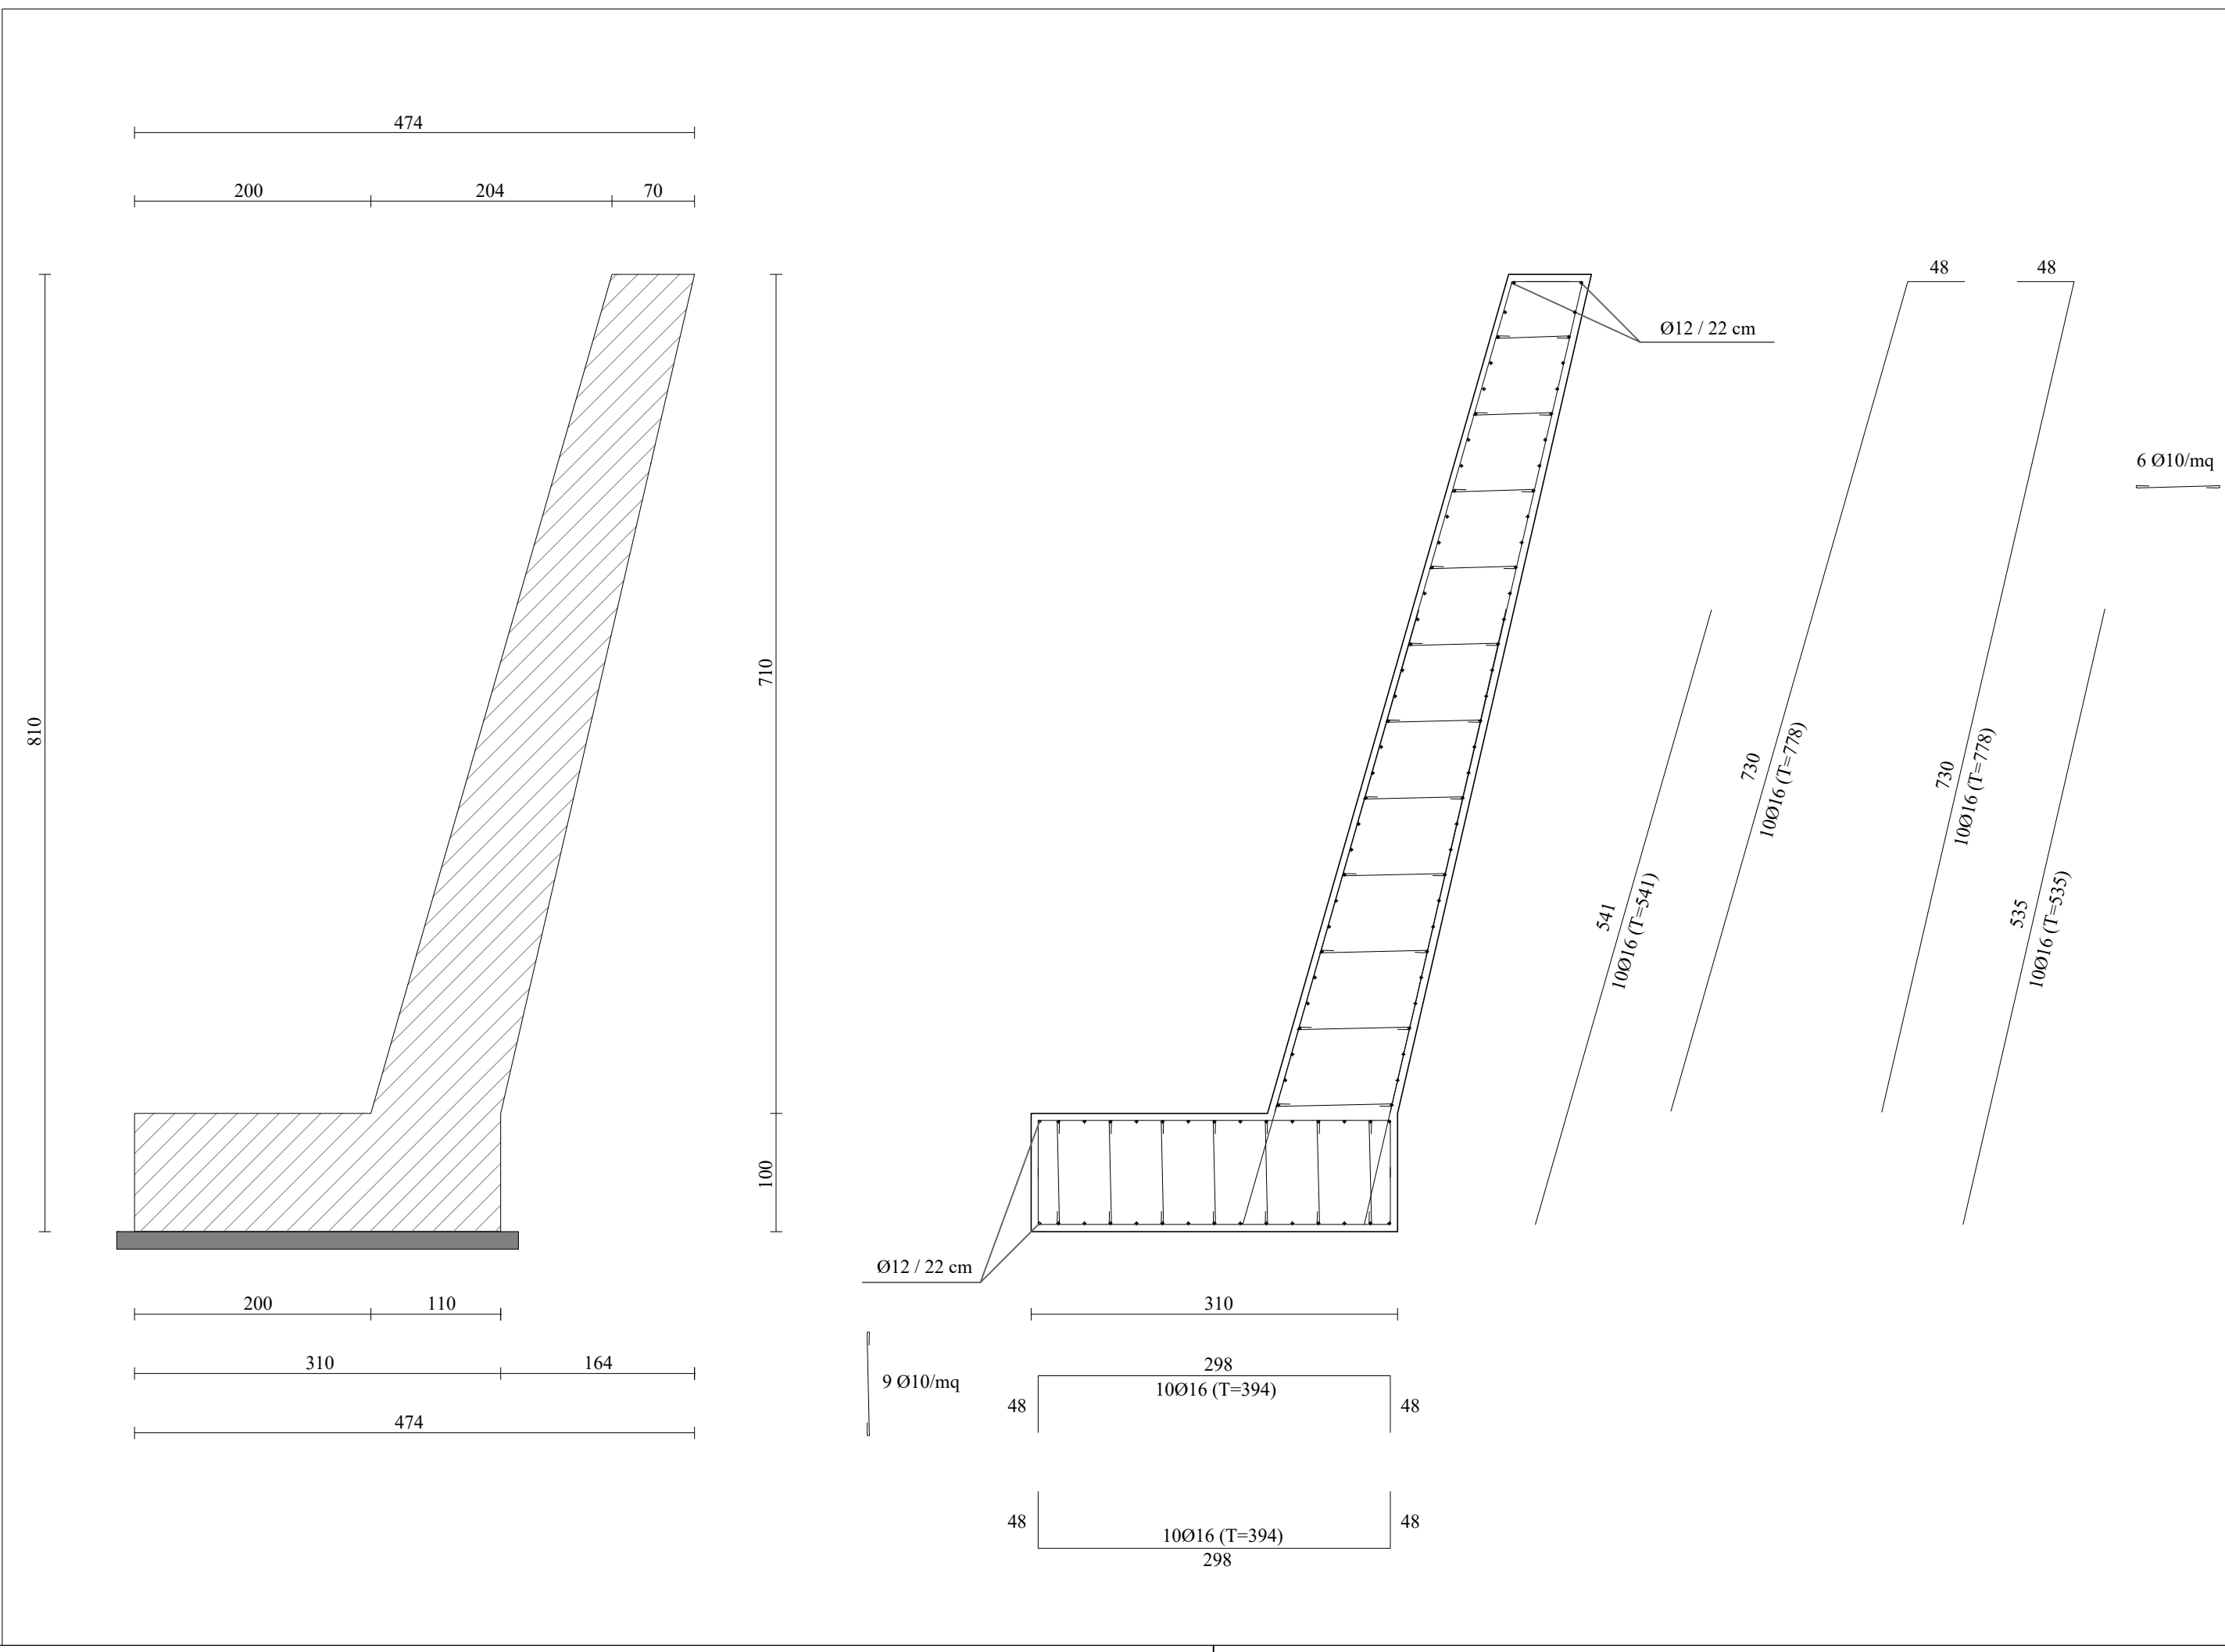 474
200 204 70
48 48
Ø12 / 22 cm
6 Ø10/mq
710
810
730
10Ø16 (T=778)
730
10Ø16 (T=778)
541
10Ø16 (T=541)
535
10Ø16 (T=535)
100
Ø12 / 22 cm
200 110
310
310 164
298
9 Ø10/mq
10Ø16 (T=394)
48 48
474
48 48
10Ø16 (T=394)
298